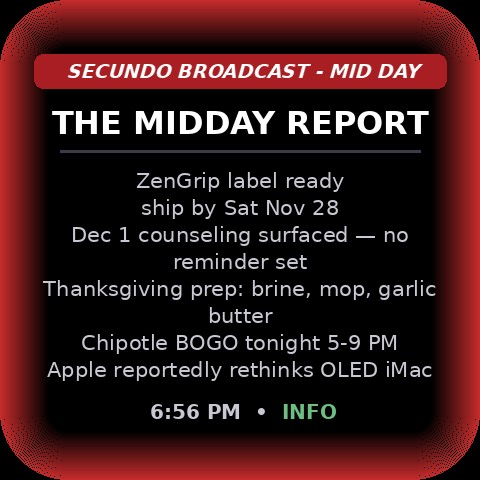 SECUNDO BROADCAST - MID DAY
THE MIDDAY REPORT
ZenGrip label ready
ship by Sat Nov 28
Dec 1 counseling surfaced — no
reminder set
Thanksgiving prep: brine, mop, garlic
butter
Chipotle BOGO tonight 5-9 PM
Apple reportedly rethinks OLED iMac
6:56 PM • INFO